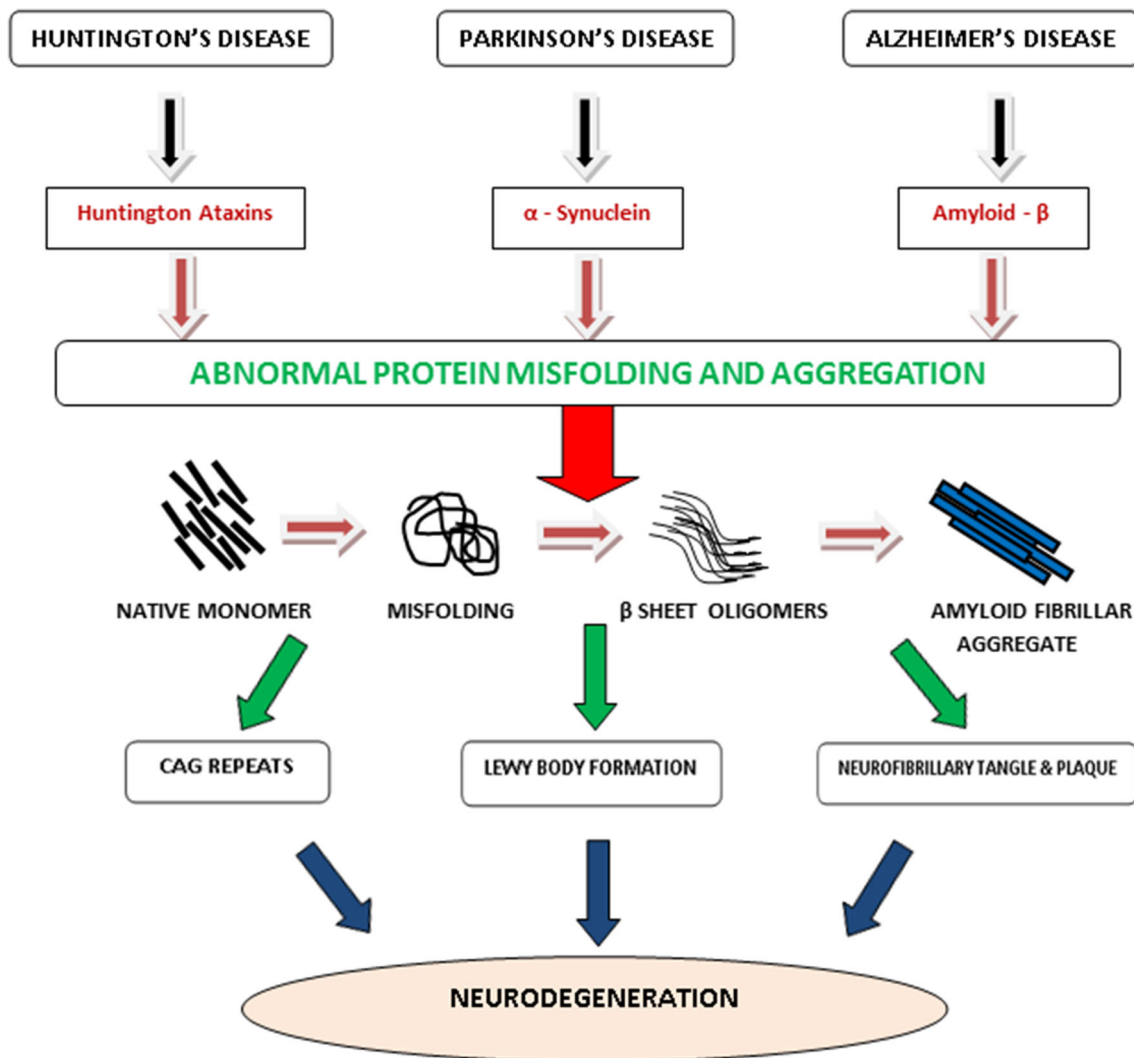 HUNTINGTON'S DISEASE
PARKINSON'S DISEASE
ALZHEIMER'S DISEASE
Huntington Ataxins
α - Synuclein
Amyloid - β
ABNORMAL PROTEIN MISFOLDING AND AGGREGATION
NATIVE MONOMER
MISFOLDING
β SHEET OLIGOMERS
AMYLOID FIBRILLAR
AGGREGATE
CAG REPEATS
LEWY BODY FORMATION
NEUROFIBRILLARY TANGLE & PLAQUE
NEURODEGENERATION